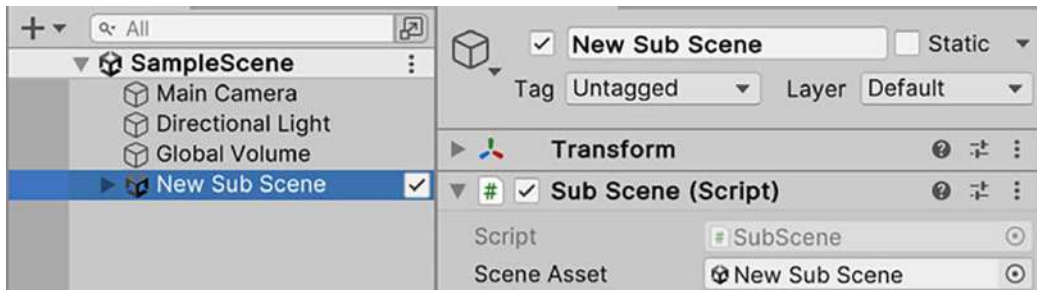 All
SampleScene
Main Camera
Directional Light
Global Volume
New Sub Scene
New Sub Scene Static
Tag Untagged Layer Default
Transform
# Sub Scene (Script)
Script # SubScene
Scene Asset New Sub Scene